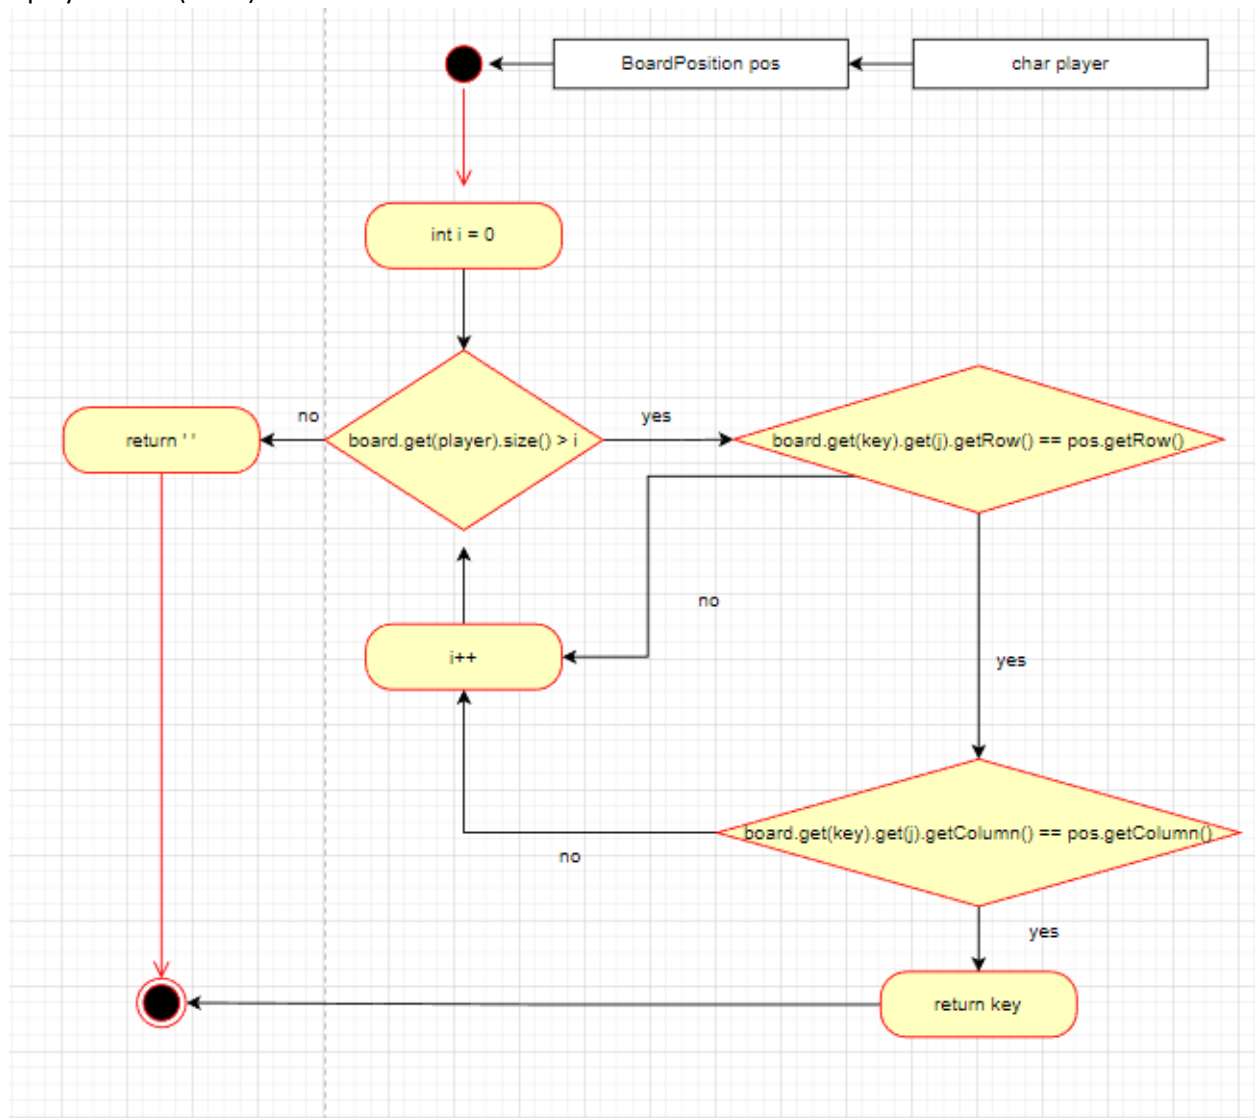 BoardPosition pos
char player
int i = 0
no
yes
return ' '
board.get(player).size() > i
board.get(key).get(j).getRow() == pos.getRow()
no
i++
yes
board.get(key).get(j).getColumn() == pos.getColumn()
no
yes
return key